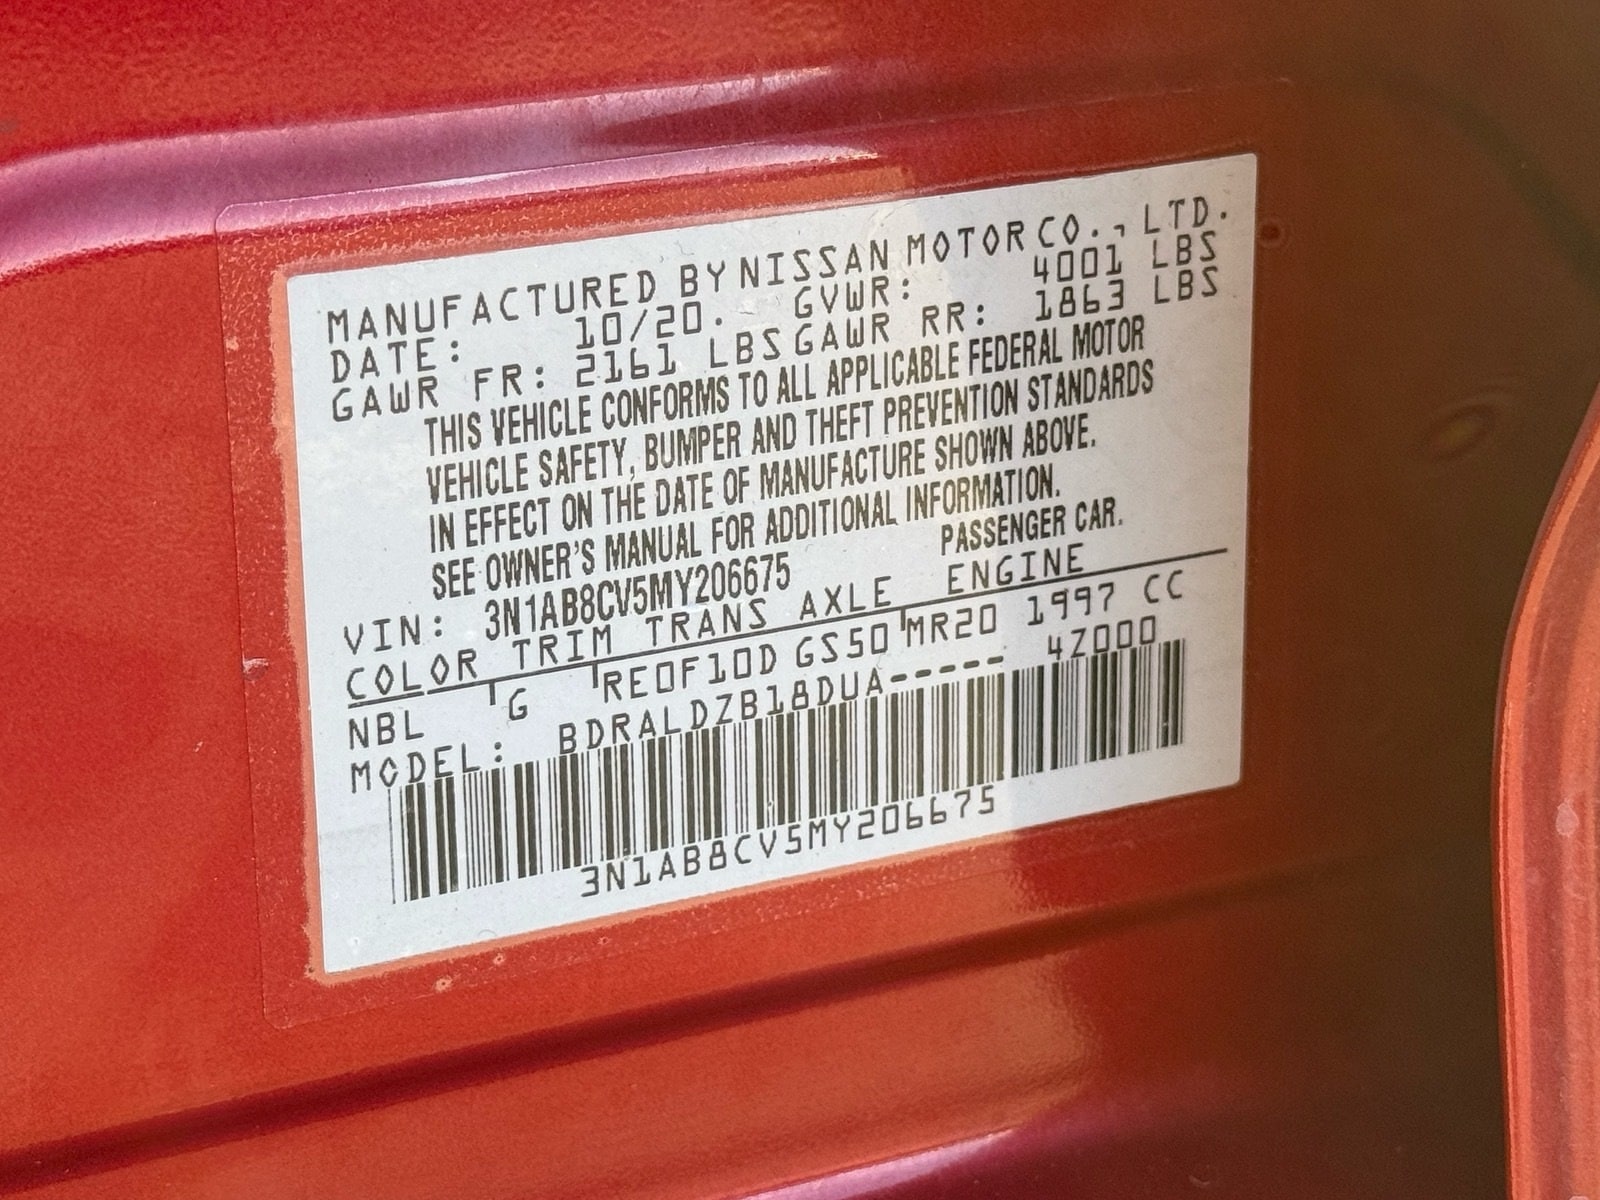 MANUFACTURED BY NISSAN MOTOR CO., LTD.
DATE: 10/20. GVWR: 4001 LBS
GAWR FR: 2161 LBS GAWR RR: 1863 LBS
THIS VEHICLE CONFORMS TO ALL APPLICABLE FEDERAL MOTOR
VEHICLE SAFETY, BUMPER AND THEFT PREVENTION STANDARDS
IN EFFECT ON THE DATE OF MANUFACTURE SHOWN ABOVE.
SEE OWNER'S MANUAL FOR ADDITIONAL INFORMATION.
VIN: 3N1AB8CV5MY206675 PASSENGER CAR.
COLOR TRIM TRANS AXLE ENGINE
NBL G RE0F10D GS50 MR20 1997 CC
MODEL: BDRALDZB18DUA----- 4Z000
3N1AB8CV5MY206675